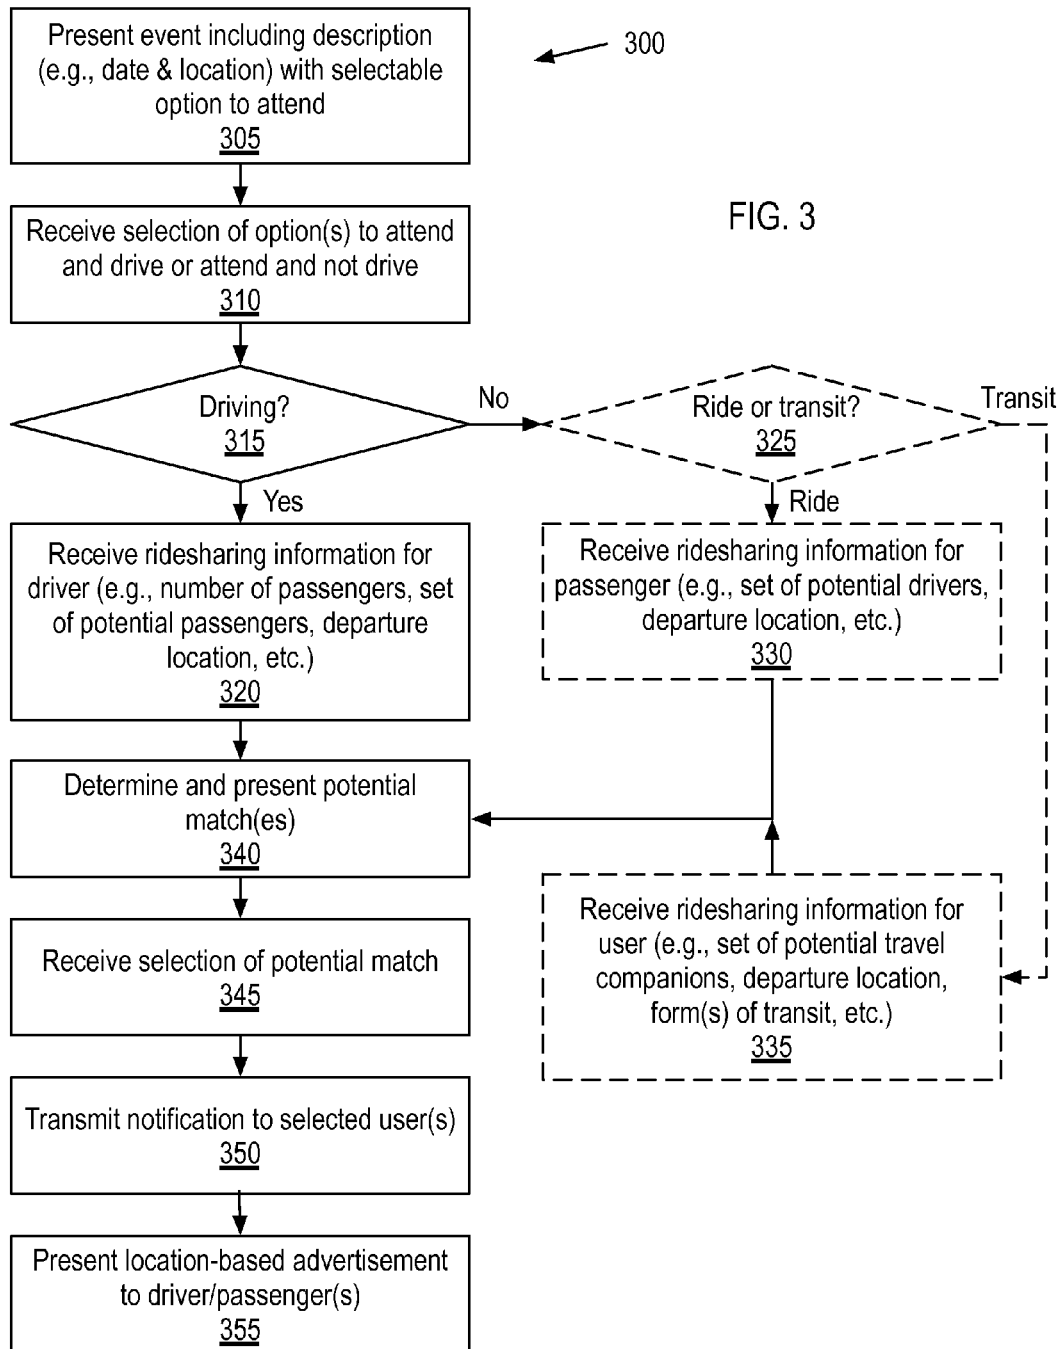 Present event including description
(e.g., date & location) with selectable
option to attend
305
300
Receive selection of option(s) to attend
and drive or attend and not drive
310
FIG. 3
Driving?
315
No
Ride or transit?
325
Transit
Yes
Ride
Receive ridesharing information for
driver (e.g., number of passengers, set
of potential passengers, departure
location, etc.)
320
Receive ridesharing information for
passenger (e.g., set of potential drivers,
departure location, etc.)
330
Determine and present potential
match(es)
340
Receive ridesharing information for
user (e.g., set of potential travel
companions, departure location,
form(s) of transit, etc.)
335
Receive selection of potential match
345
Transmit notification to selected user(s)
350
Present location-based advertisement
to driver/passenger(s)
355